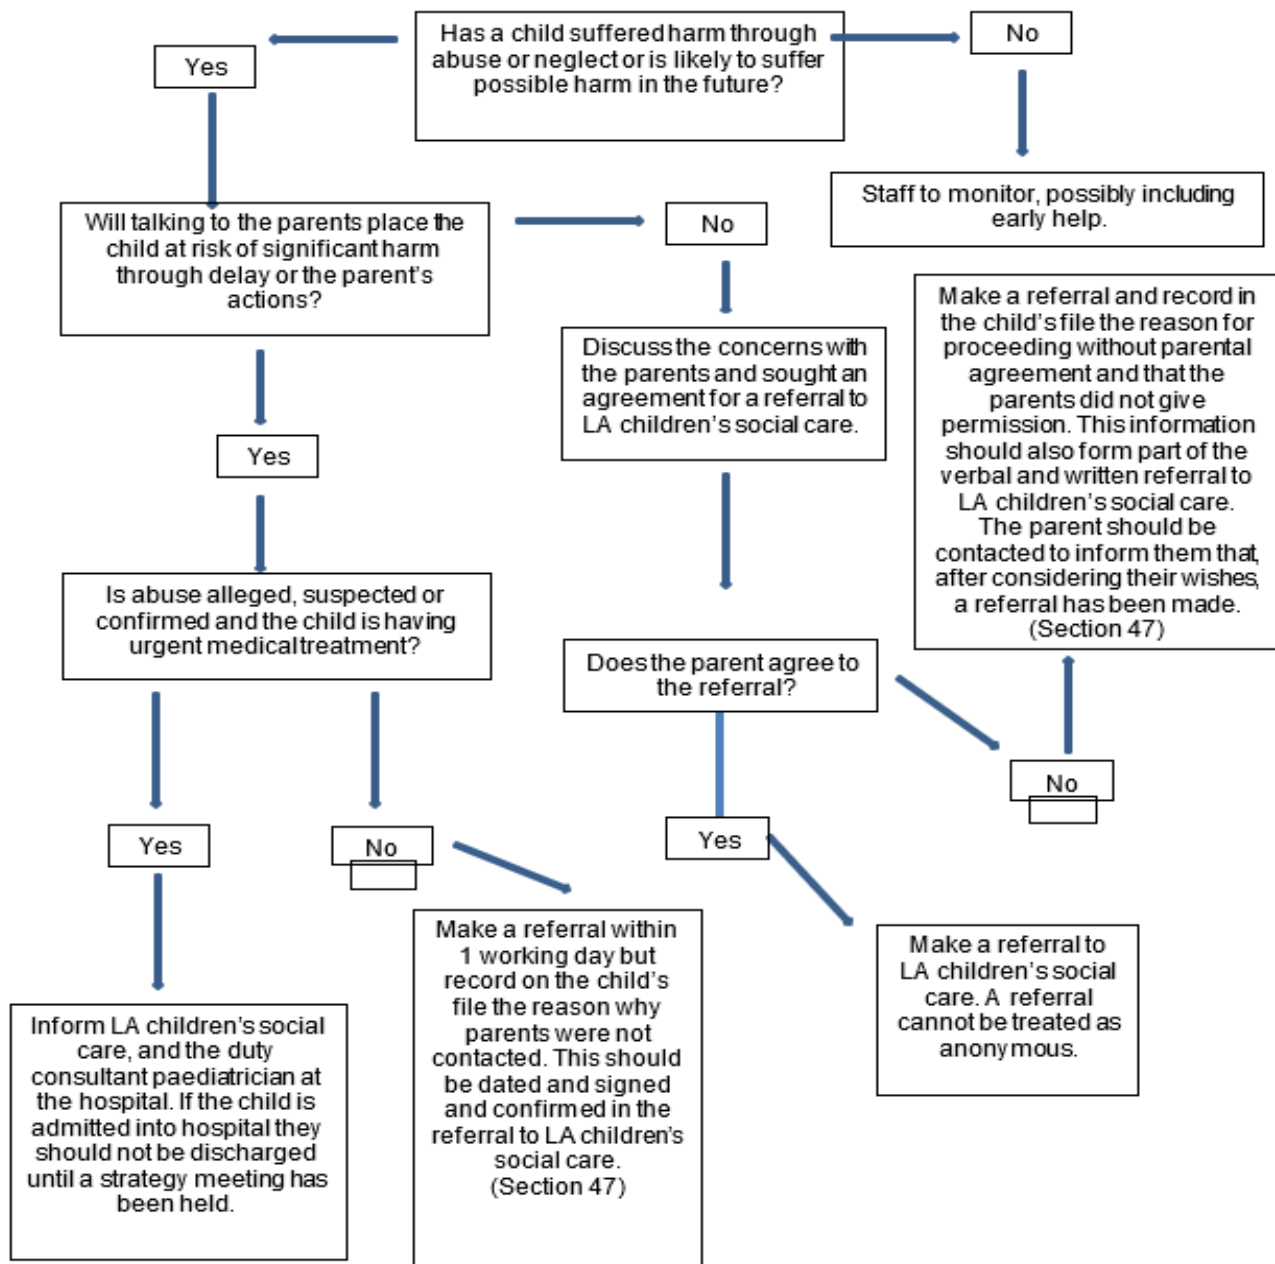 Has a child suffered harm through
abuse or neglect or is likely to suffer
possible harm in the future?
Yes
No
Staff to monitor, possibly including
early help.
Will talking to the parents place the
child at risk of significant harm
through delay or the parent's
actions?
No
Yes
Discuss the concerns with
the parents and sought an
agreement for a referral to
LA children's social care.
Make a referral and record in
the child's file the reason for
proceeding without parental
agreement and that the
parents did not give
permission. This information
should also form part of the
verbal and written referral to
LA children's social care.
The parent should be
contacted to inform them that,
after considering their wishes,
a referral has been made.
(Section 47)
Is abuse alleged, suspected or
confirmed and the child is having
urgent medical treatment?
Does the parent agree to
the referral?
No
Yes
Yes
No
Inform LA children's social
care, and the duty
consultant paediatrician at
the hospital. If the child is
admitted into hospital they
should not be discharged
until a strategy meeting has
been held.
Make a referral within
1 working day but
record on the child's
file the reason why
parents were not
contacted. This should
be dated and signed
and confirmed in the
referral to LA children's
social care.
(Section 47)
Make a referral to
LA children's social
care. A referral
cannot be treated as
anonymous.